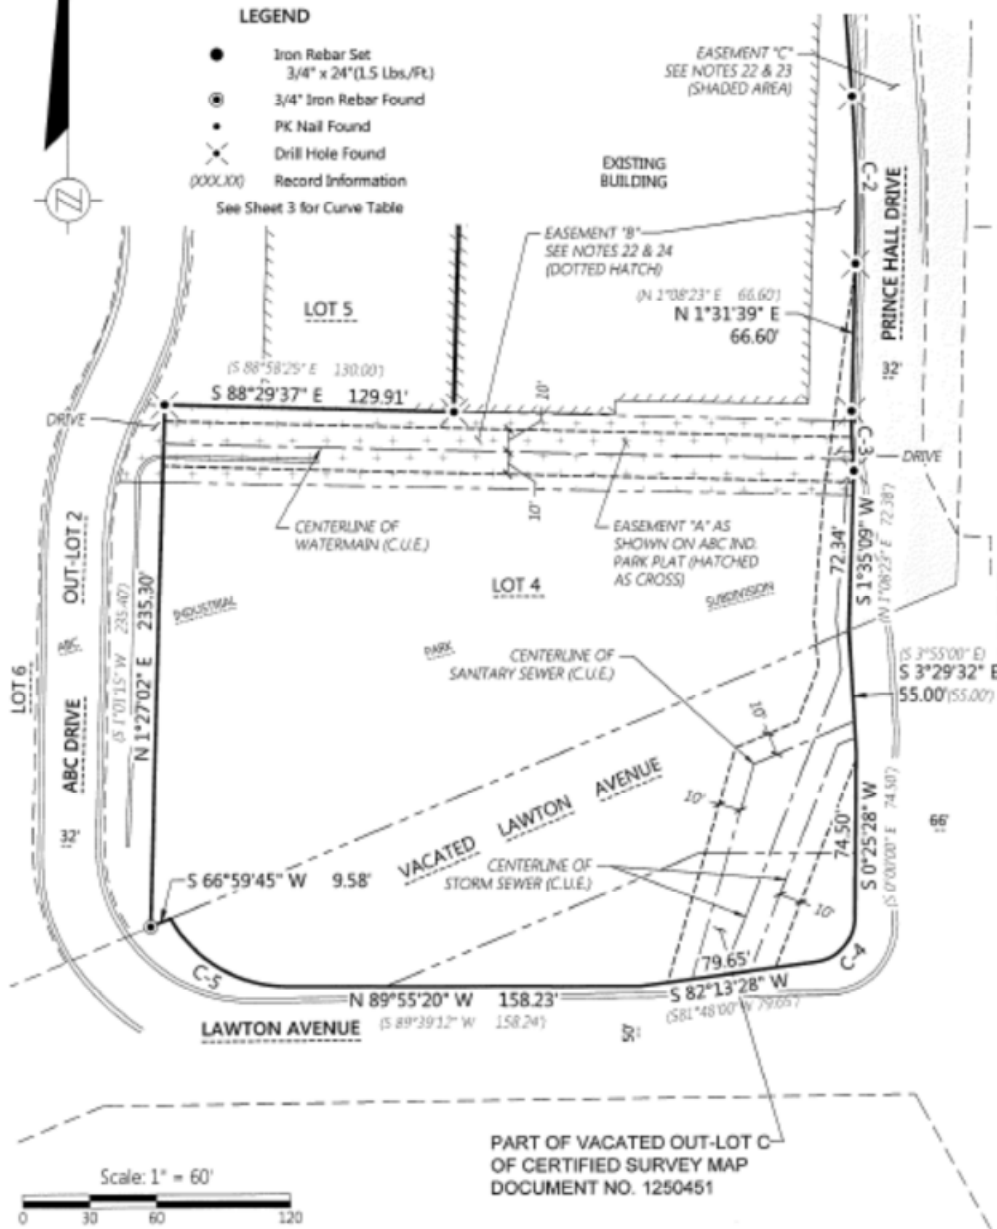 LEGEND
Iron Rebar Set
3/4" x 24"(1.5 Lbs./Ft.)
3/4" Iron Rebar Found
PK Nail Found
Drill Hole Found
(XXX.XX) Record Information
See Sheet 3 for Curve Table
EASEMENT "C"
SEE NOTES 22 & 23
(SHADED AREA)
EXISTING
BUILDING
C-2
PRINCE HALL DRIVE
32'
EASEMENT "B"
SEE NOTES 22 & 24
(DOTTED HATCH)
(N 1°08'23" E 66.60')
N 1°31'39" E
66.60'
LOT 5
(S 88°58'25" E 130.00')
S 88°29'37" E 129.91'
10'
DRIVE
C-3
DRIVE
10'
CENTERLINE OF
WATERMAIN (C.U.E.)
EASEMENT "A" AS
SHOWN ON ABC IND.
PARK PLAT (HATCHED
AS CROSS)
72.34'
S 1°35'09" W
(N 1°08'23" E 72.38')
OUT-LOT 2
LOT 4
INDUSTRIAL
SUBDIVISION
ABC
PARK
LOT 6
ABC DRIVE
32'
(S 1°01'15" W 235.40')
N 1°27'02" E 235.30'
CENTERLINE OF
SANITARY SEWER (C.U.E.)
(S 3°55'00" E)
S 3°29'32" E
55.00'(55.00')
10'
10'
VACATED LAWTON AVENUE
74.50'
S 0°25'28" W
(S 0°00'00" E 74.50')
66'
S 66°59'45" W 9.58'
CENTERLINE OF
STORM SEWER (C.U.E.)
10'
C-5
79.65'
C-4
N 89°55'20" W 158.23'
S 82°13'28" W
(S 89°39'12" W 158.24')
(S81°48'00" W 79.65')
LAWTON AVENUE
50'
PART OF VACATED OUT-LOT C
OF CERTIFIED SURVEY MAP
DOCUMENT NO. 1250451
Scale: 1" = 60'
0 30 60 120